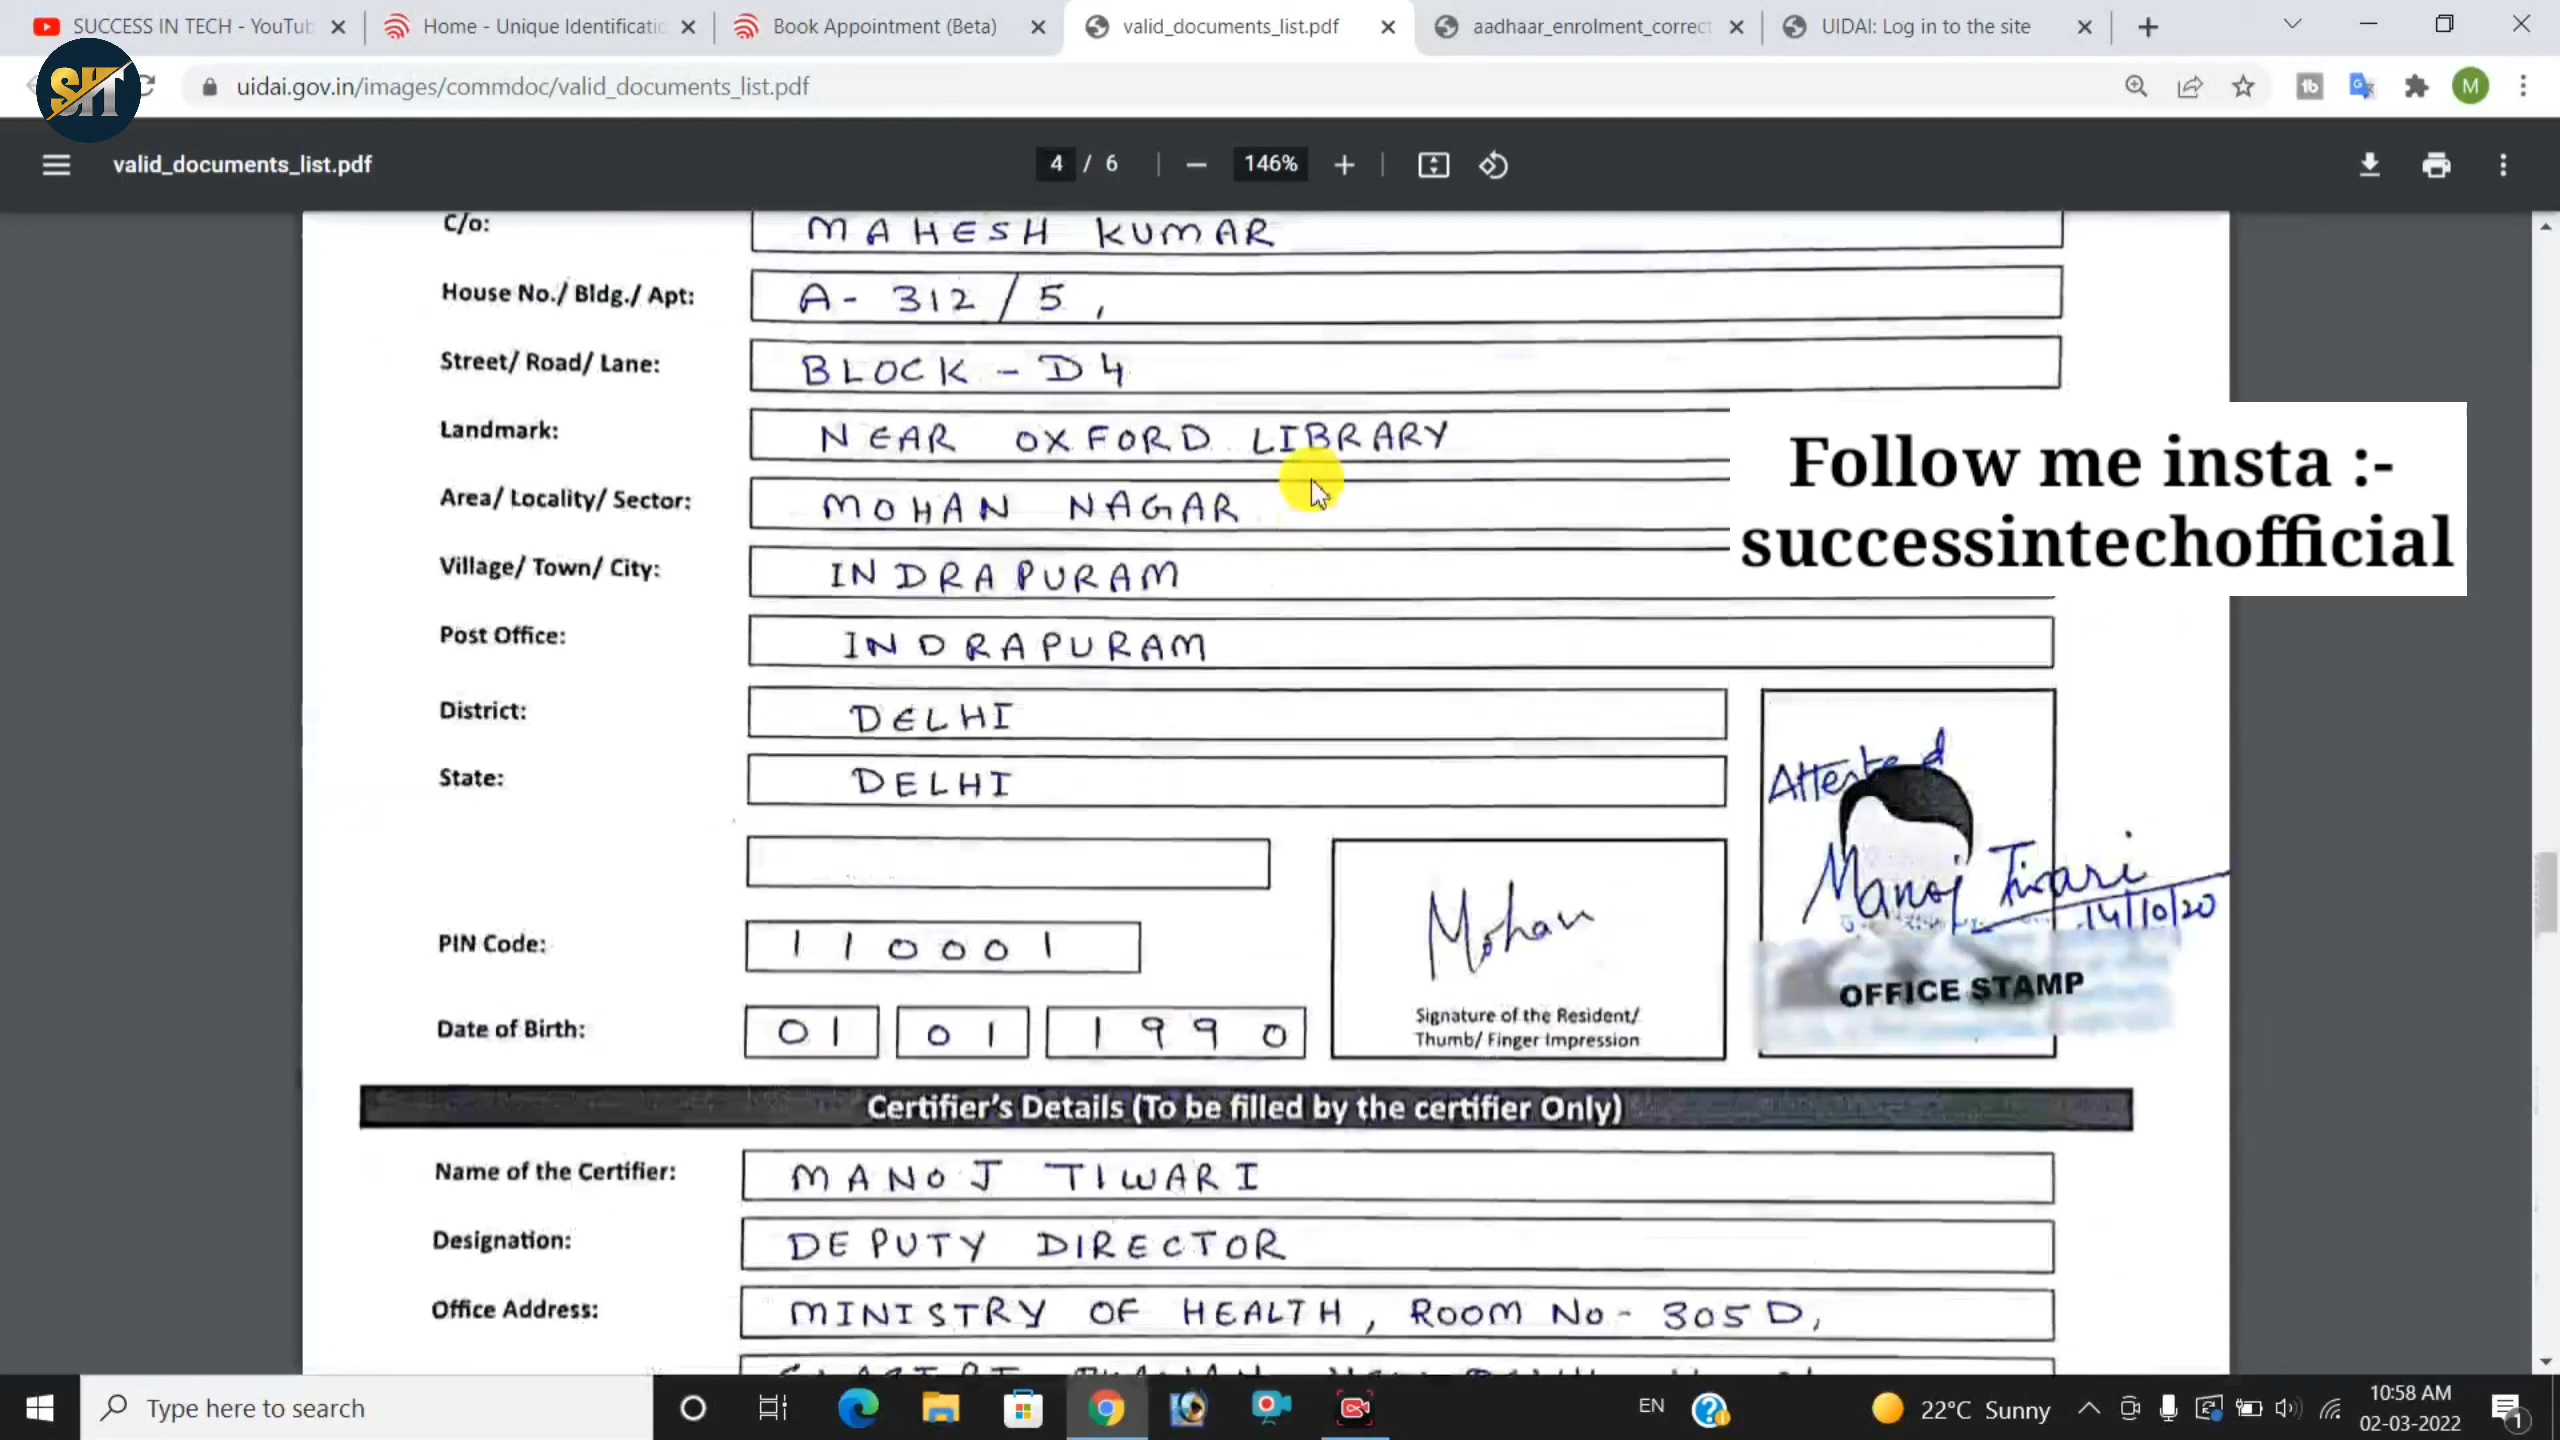 SUCCESS IN TECH - YouTub
Home - Unique Identificatic
Book Appointment (Beta)
valid_documents_list.pdf
aadhaar_enrolment_correct
UIDAI: Log in to the site
SIT
uidai.gov.in/images/commdoc/valid_documents_list.pdf
M
valid_documents_list.pdf
4 / 6
146%
C/o: MAHESH KUMAR
House No./ Bldg./ Apt: A- 312 / 5 ,
Street/ Road/ Lane: BLOCK - D4
Landmark: NEAR OXFORD LIBRARY
Area/ Locality/ Sector: MOHAN NAGAR
Village/ Town/ City: INDRAPURAM
Post Office: INDRAPURAM
Follow me insta :-
successintechofficial
District: DELHI
State: DELHI
PIN Code: 110001
Date of Birth: 01 01 1990
Mohan
Signature of the Resident/
Thumb/ Finger Impression
Attested
Manoj Tiwari
14/10/20
OFFICE STAMP
Certifier's Details (To be filled by the certifier Only)
Name of the Certifier: MANOJ TIWARI
Designation: DEPUTY DIRECTOR
Office Address: MINISTRY OF HEALTH, ROOM No- 305D,
Type here to search
EN
22°C Sunny
10:58 AM
02-03-2022
1